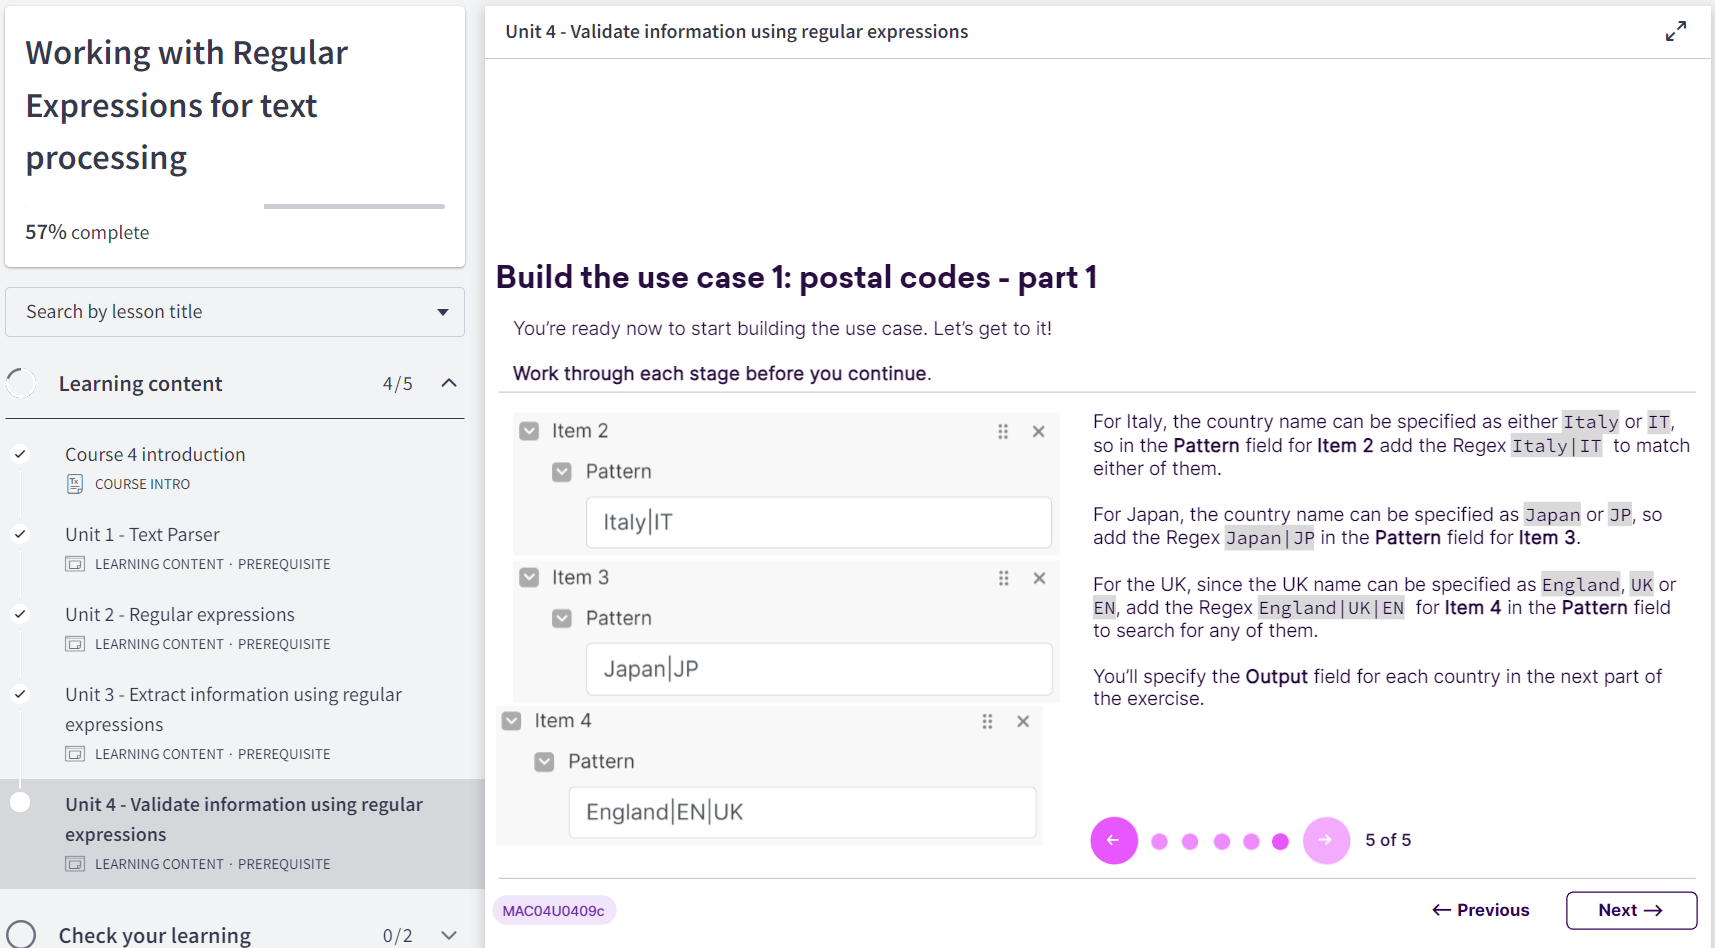 Working with Regular
Expressions for text
processing
57% complete
Search by lesson title
Learning content 4/5
Course 4 introduction
COURSE INTRO
Unit 1 - Text Parser
LEARNING CONTENT · PREREQUISITE
Unit 2 - Regular expressions
LEARNING CONTENT · PREREQUISITE
Unit 3 - Extract information using regular
expressions
LEARNING CONTENT · PREREQUISITE
Unit 4 - Validate information using regular
expressions
LEARNING CONTENT · PREREQUISITE
Check your learning 0/2
Unit 4 - Validate information using regular expressions
Build the use case 1: postal codes - part 1
You're ready now to start building the use case. Let's get to it!
Work through each stage before you continue.
Item 2
Pattern
Italy|IT
Item 3
Pattern
Japan|JP
Item 4
Pattern
England|EN|UK
For Italy, the country name can be specified as either Italy or IT,
so in the Pattern field for Item 2 add the Regex Italy|IT to match
either of them.
For Japan, the country name can be specified as Japan or JP, so
add the Regex Japan|JP in the Pattern field for Item 3.
For the UK, since the UK name can be specified as England, UK or
EN, add the Regex England|UK|EN for Item 4 in the Pattern field
to search for any of them.
You'll specify the Output field for each country in the next part of
the exercise.
← → 5 of 5
MAC04U0409c
← Previous Next →